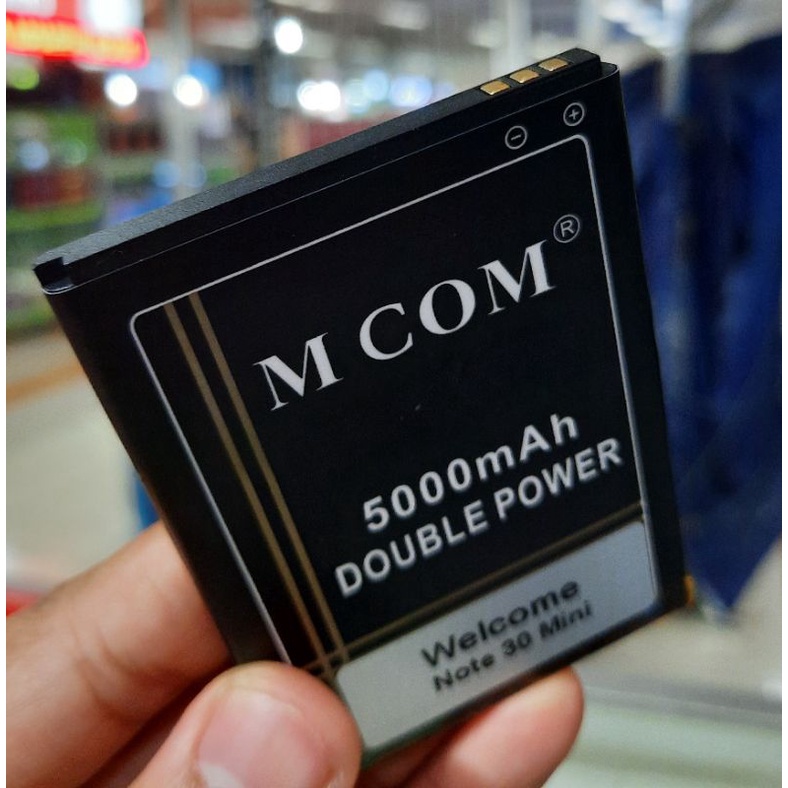 M COM®
5000mAh
DOUBLE POWER
Welcome
Note 30 Mini